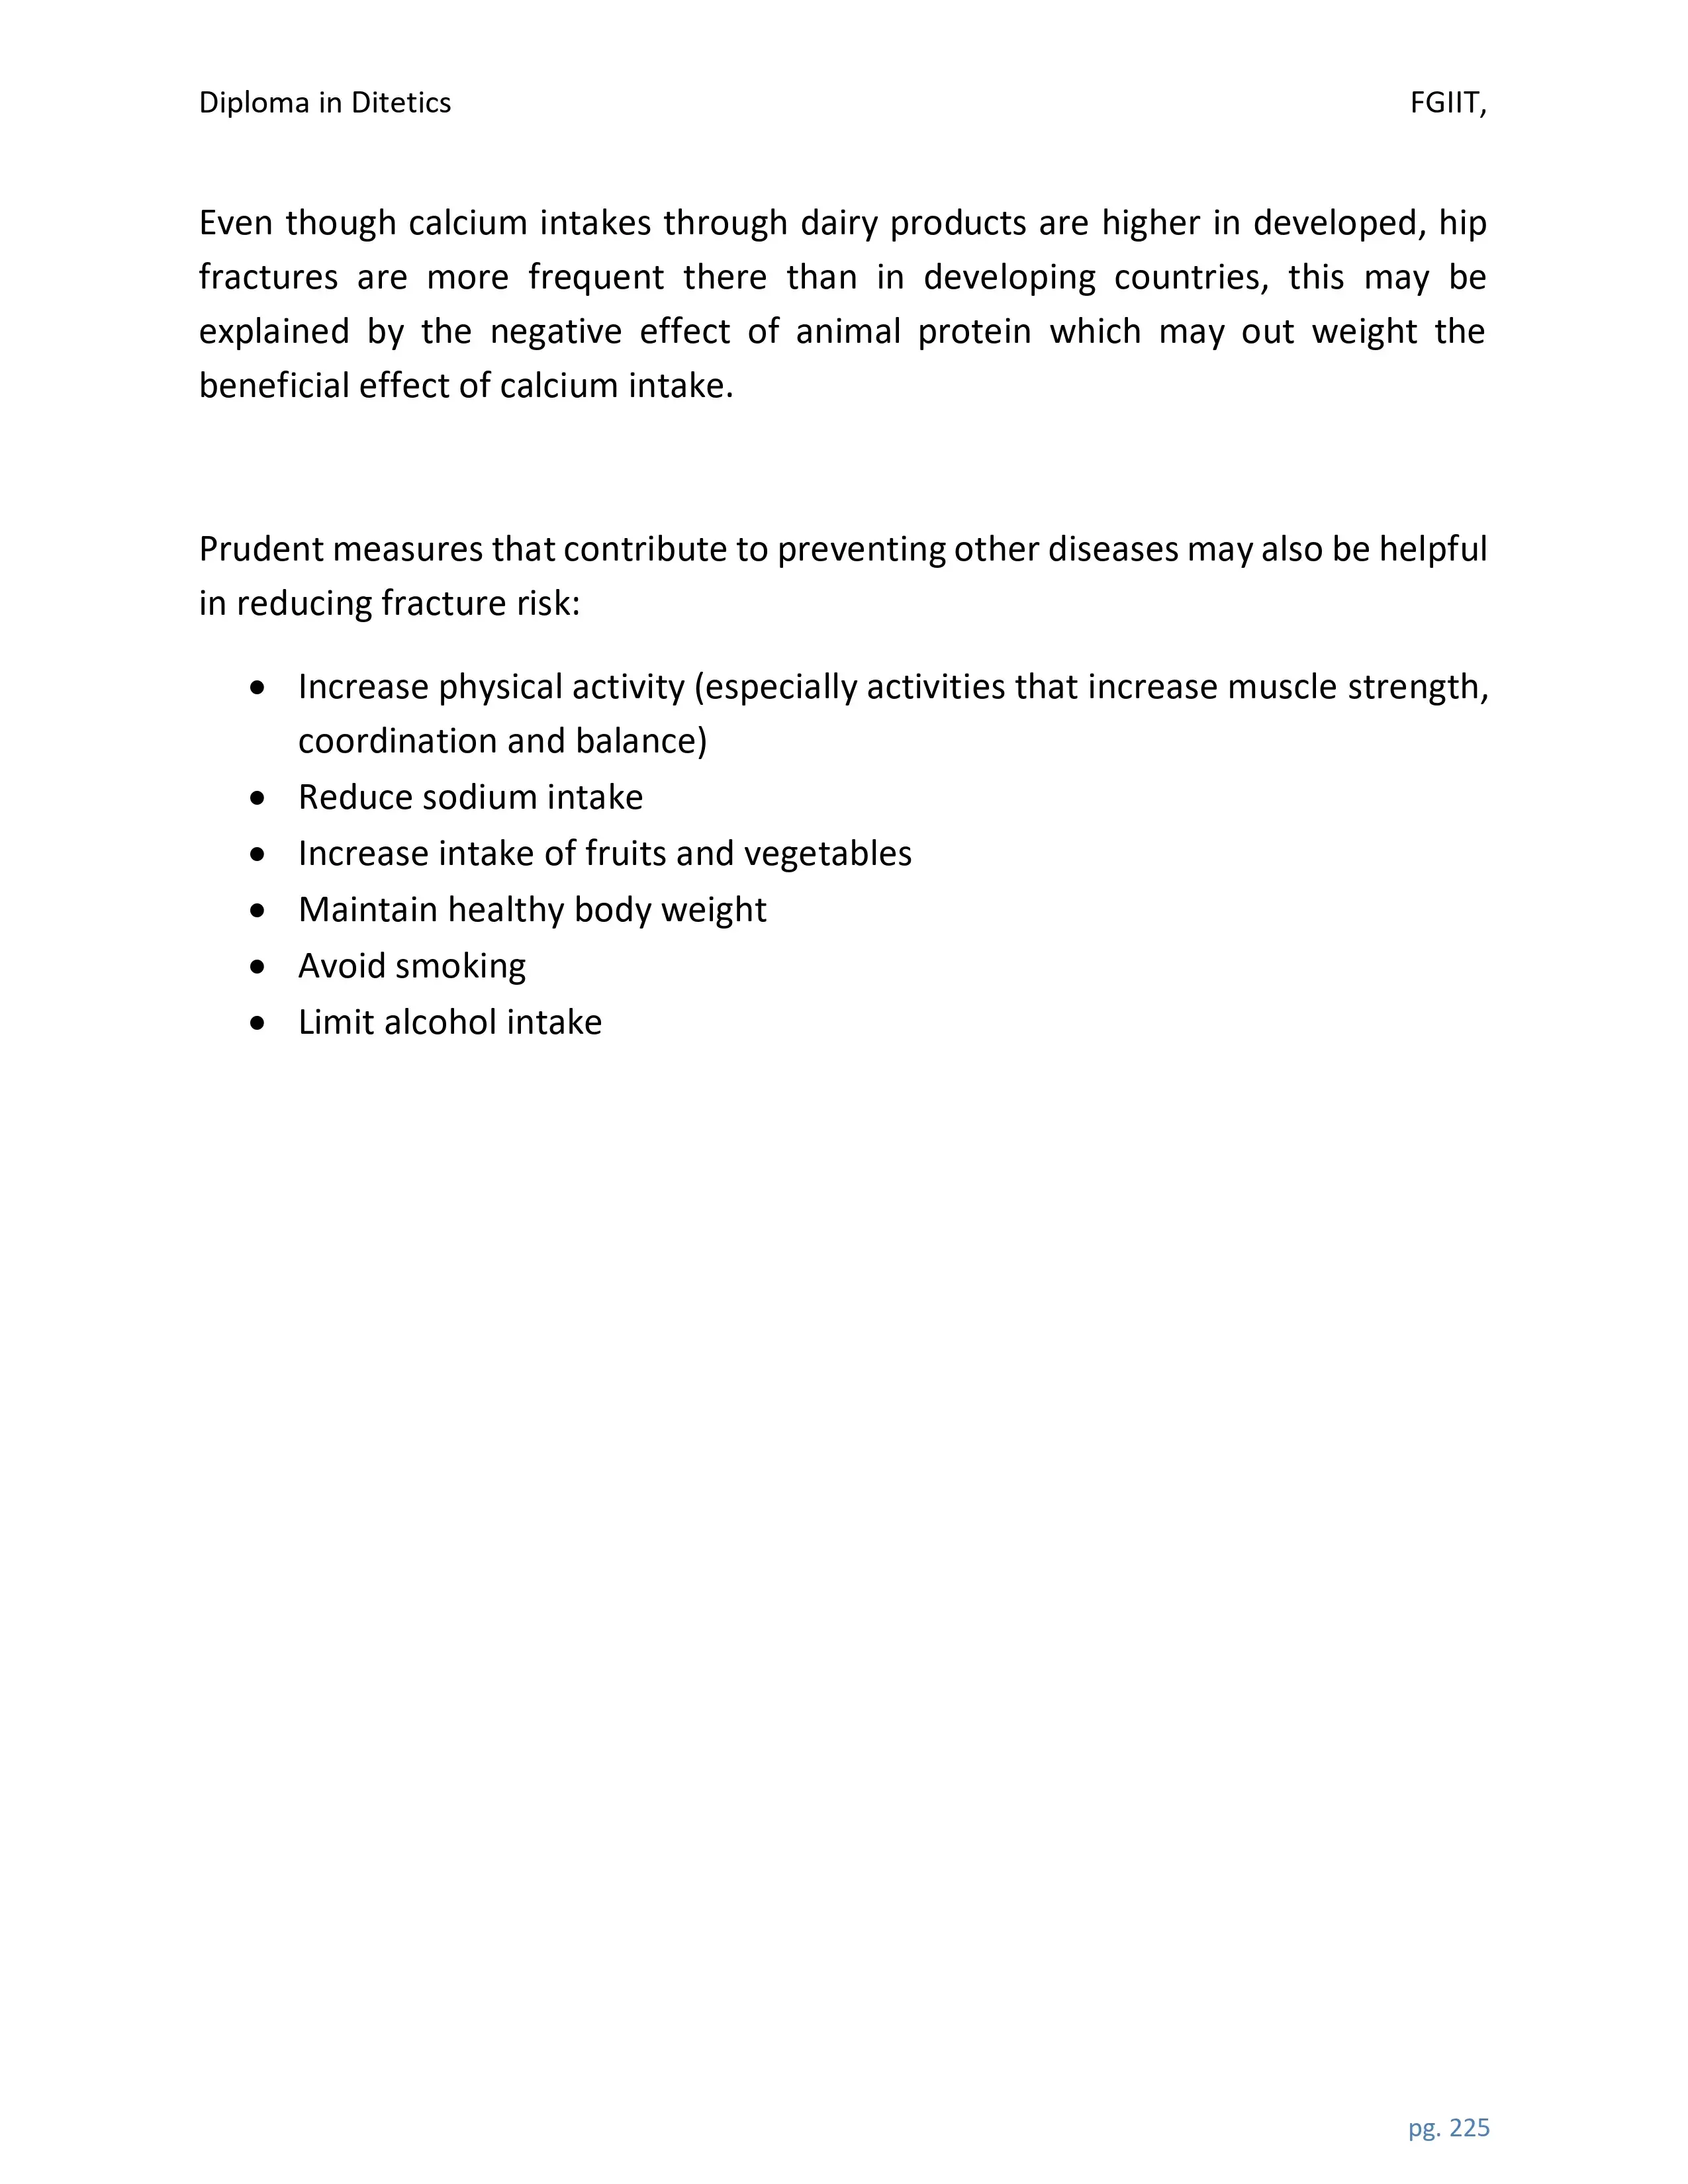 Diploma in Ditetics FGIIT,
Even though calcium intakes through dairy products are higher in developed, hip
fractures are more frequent there than in developing countries, this may be
explained by the negative effect of animal protein which may out weight the
beneficial effect of calcium intake.
Prudent measures that contribute to preventing other diseases may also be helpful
in reducing fracture risk:
• Increase physical activity (especially activities that increase muscle strength,
coordination and balance)
• Reduce sodium intake
• Increase intake of fruits and vegetables
• Maintain healthy body weight
• Avoid smoking
• Limit alcohol intake
pg. 225